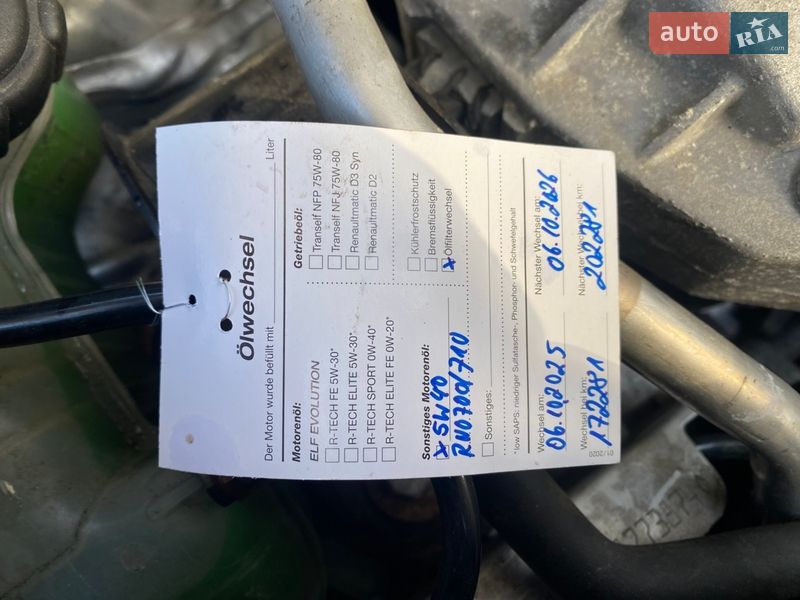 auto RIA
Ölwechsel
Der Motor wurde befüllt mit Liter
Motorenöl:
ELF EVOLUTION
R-TECH FE 5W-30*
R-TECH ELITE 5W-30*
R-TECH SPORT 0W-40*
R-TECH ELITE FE 0W-20*
Getriebeöl:
Tranself NFP 75W-80
Tranself NFJ 75W-80
Renaultmatic D3 Syn
Renaultmatic D2
Kühlerfrostschutz
Bremsflüssigkeit
Ölfilterwechsel
Sonstiges Motorenöl:
5W40
RN0700/710
Sonstiges:
*low SAPS: niedriger Sulfatasche-, Phosphor- und Schwefelgehalt
Wechsel am: Nächster Wechsel am:
06.10.2025 06.10.2026
Wechsel bei km: Nächster Wechsel bei km:
172281 202281
01/2020